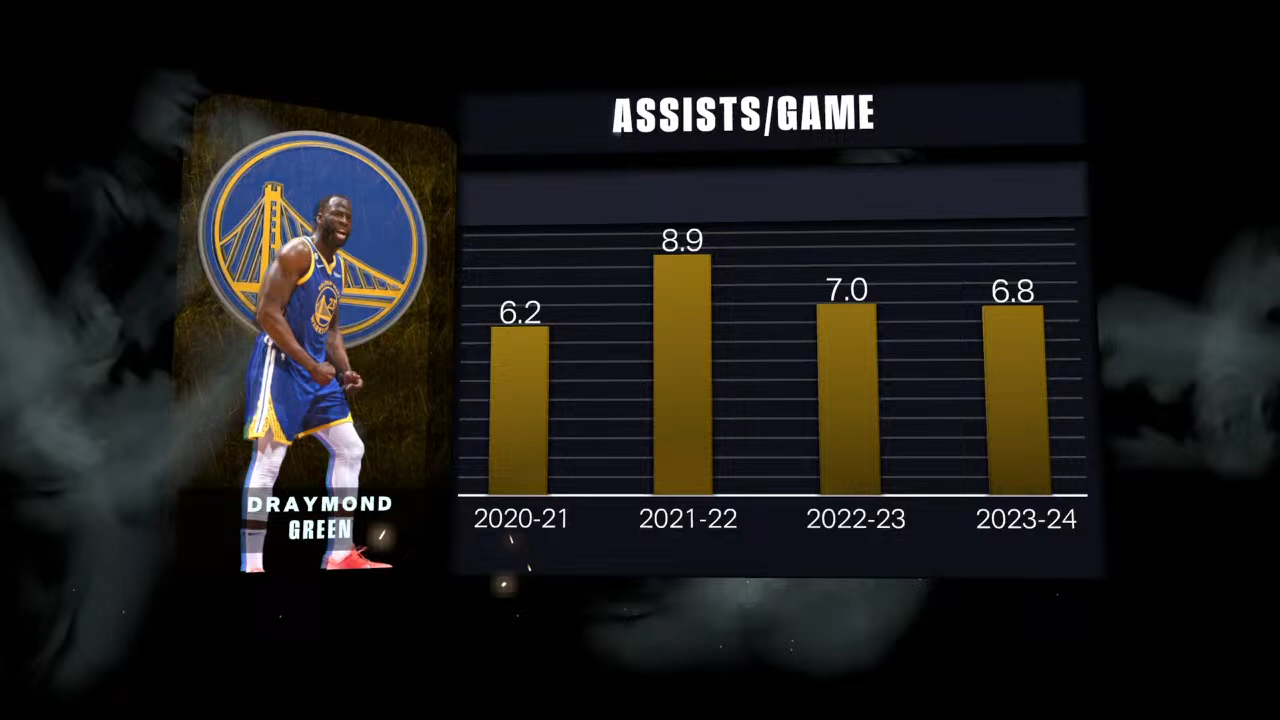 ASSISTS/GAME
8.9
7.0
6.8
6.2
DRAYMOND
GREEN
2020-21
2021-22
2022-23
2023-24